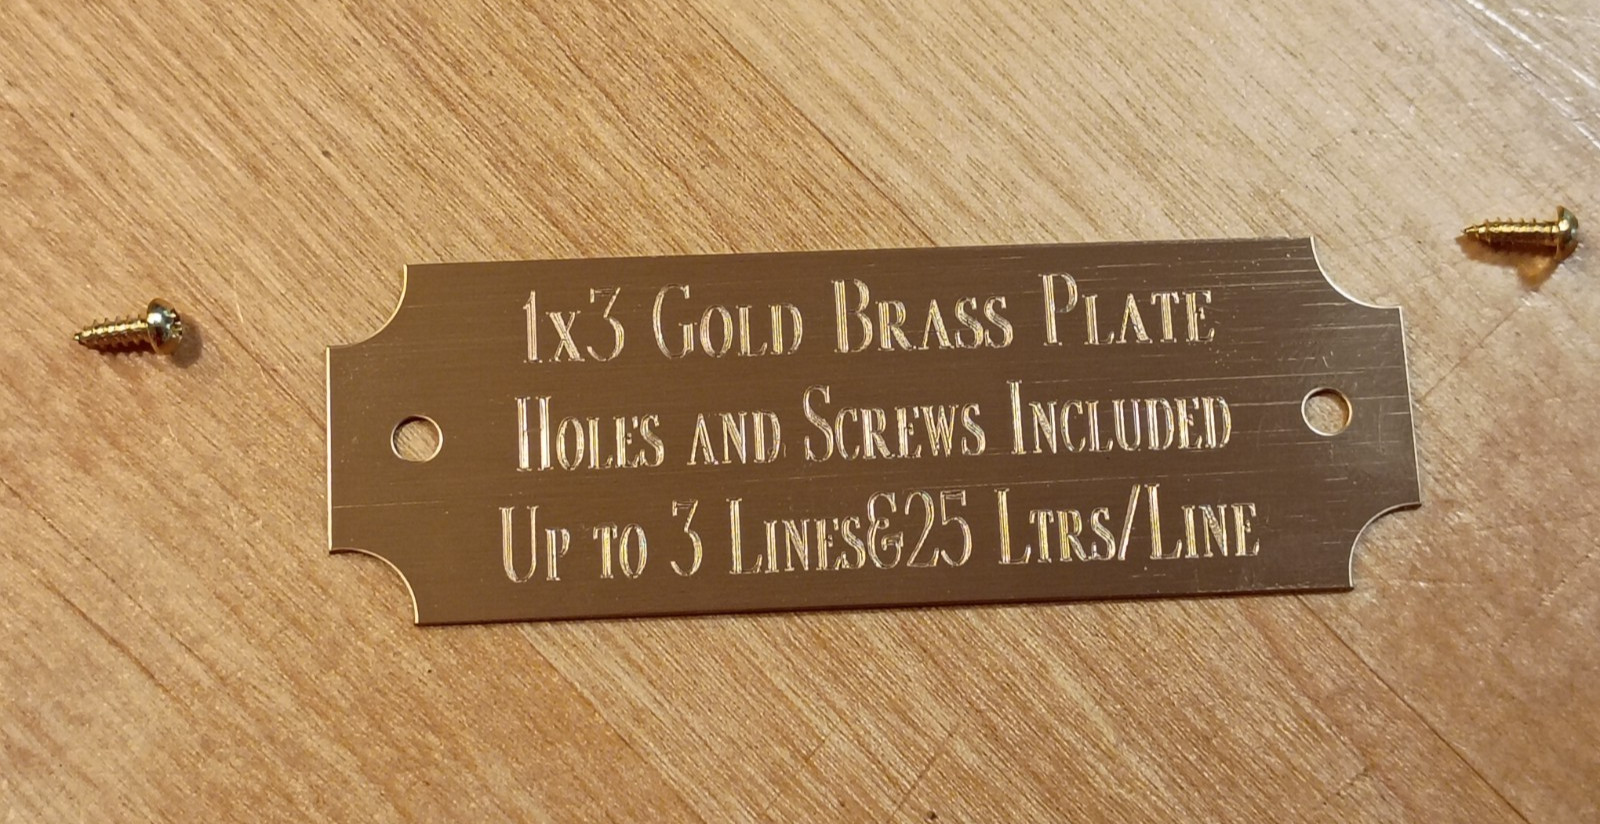 1x3 Gold Brass Plate
Holes and Screws Included
Up to 3 Lines&25 Ltrs/Line